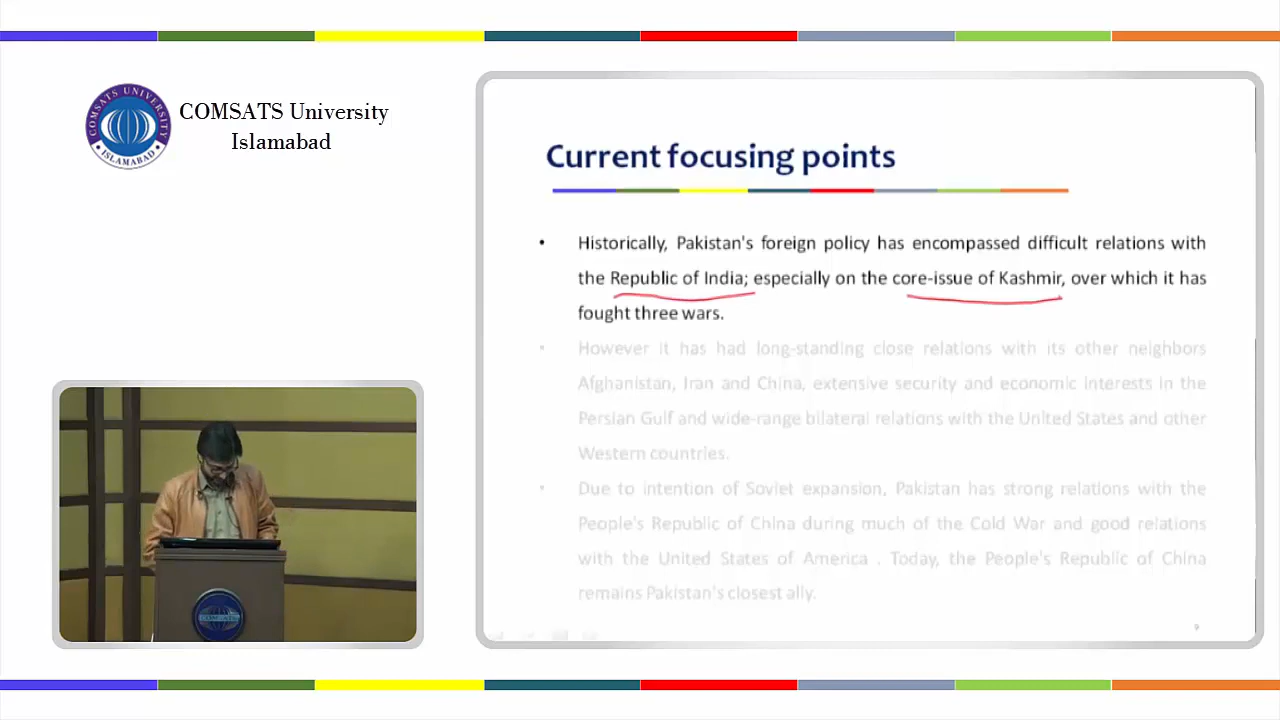 COMSATS University
Islamabad
COMSATS UNIVERSITY
ISLAMABAD
Current focusing points
• Historically, Pakistan's foreign policy has encompassed difficult relations with
the Republic of India; especially on the core-issue of Kashmir, over which it has
fought three wars.
• However it has had long-standing close relations with its other neighbors
Afghanistan, Iran and China, extensive security and economic interests in the
Persian Gulf and wide-range bilateral relations with the United States and other
Western countries.
• Due to intention of Soviet expansion, Pakistan has strong relations with the
People's Republic of China during much of the Cold War and good relations
with the United States of America . Today, the People's Republic of China
remains Pakistan's closest ally.
9
COMSATS